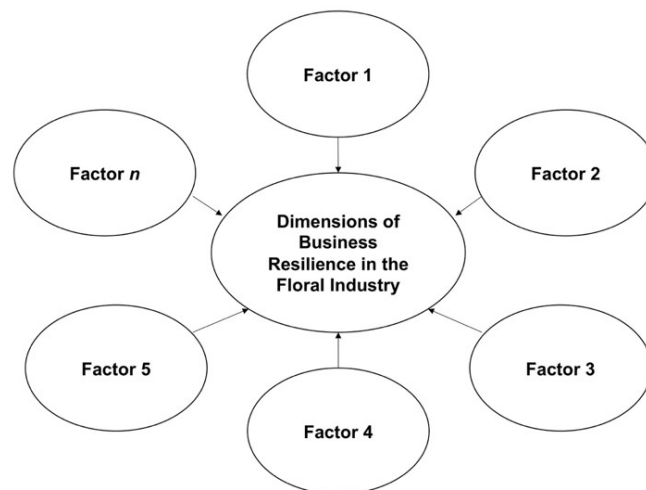 Factor 1
Factor n
Factor 2
Dimensions of
Business
Resilience in the
Floral Industry
Factor 5
Factor 3
Factor 4